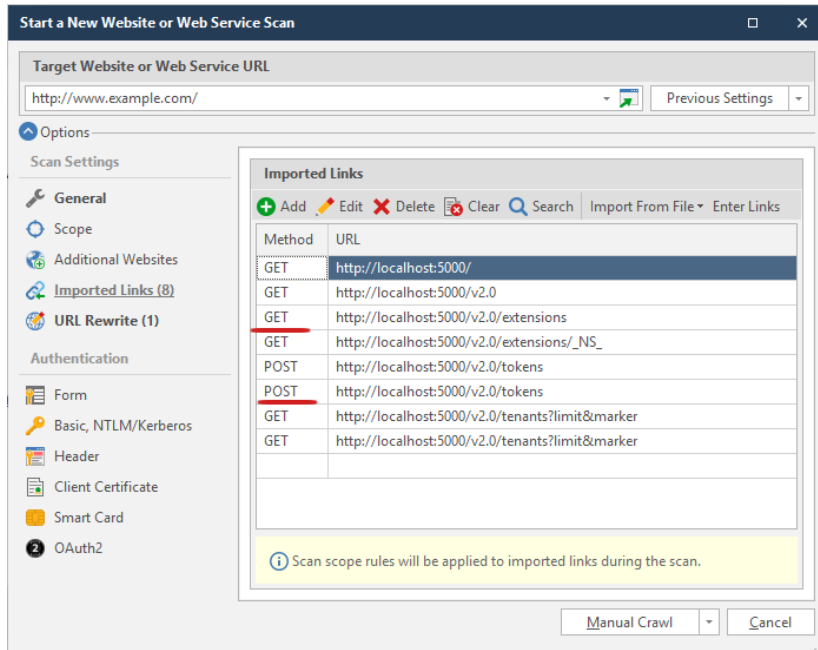 Start a New Website or Web Service Scan
Target Website or Web Service URL
http://www.example.com/
Previous Settings
Options
Scan Settings
General
Scope
Additional Websites
Imported Links (8)
URL Rewrite (1)
Authentication
Form
Basic, NTLM/Kerberos
Header
Client Certificate
Smart Card
2 OAuth2
Imported Links
Add Edit Delete Clear Search Import From File Enter Links
Method URL
GET http://localhost:5000/
GET http://localhost:5000/v2.0
GET http://localhost:5000/v2.0/extensions
GET http://localhost:5000/v2.0/extensions/_NS_
POST http://localhost:5000/v2.0/tokens
POST http://localhost:5000/v2.0/tokens
GET http://localhost:5000/v2.0/tenants?limit&marker
GET http://localhost:5000/v2.0/tenants?limit&marker
Scan scope rules will be applied to imported links during the scan.
Manual Crawl Cancel